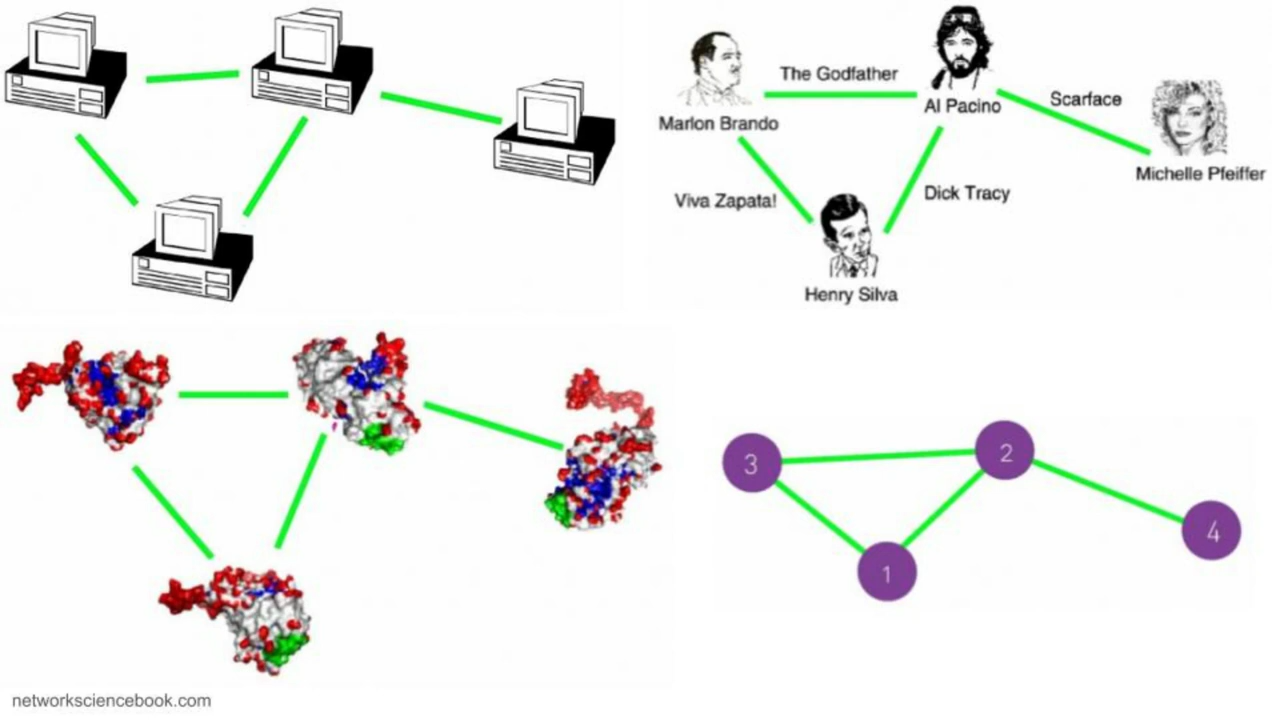 The Godfather
Scarface
Al Pacino
Marlon Brando
Michelle Pfeiffer
Viva Zapata!
Dick Tracy
Henry Silva
3
2
4
1
networksciencebook.com